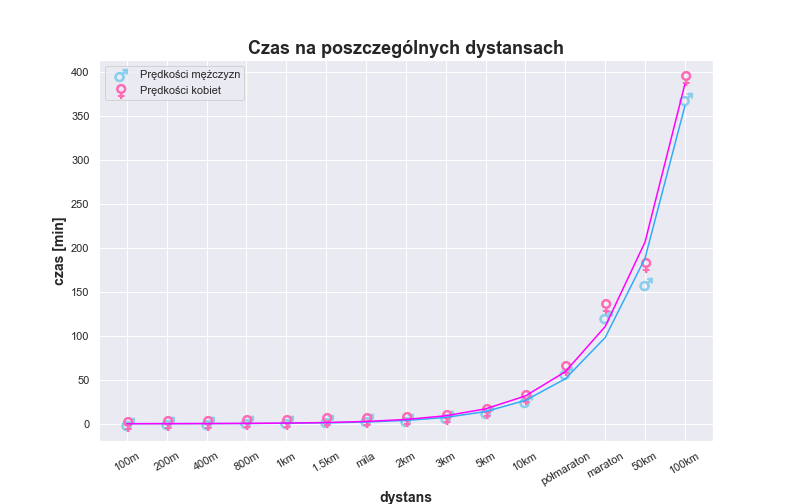 Czas na poszczególnych dystansach
Prędkości mężczyzn
Prędkości kobiet
czas [min]
400
350
300
250
200
150
100
50
0
100m 200m 400m 800m 1km 1.5km mila 2km 3km 5km 10km półmaraton maraton 50km 100km
dystans